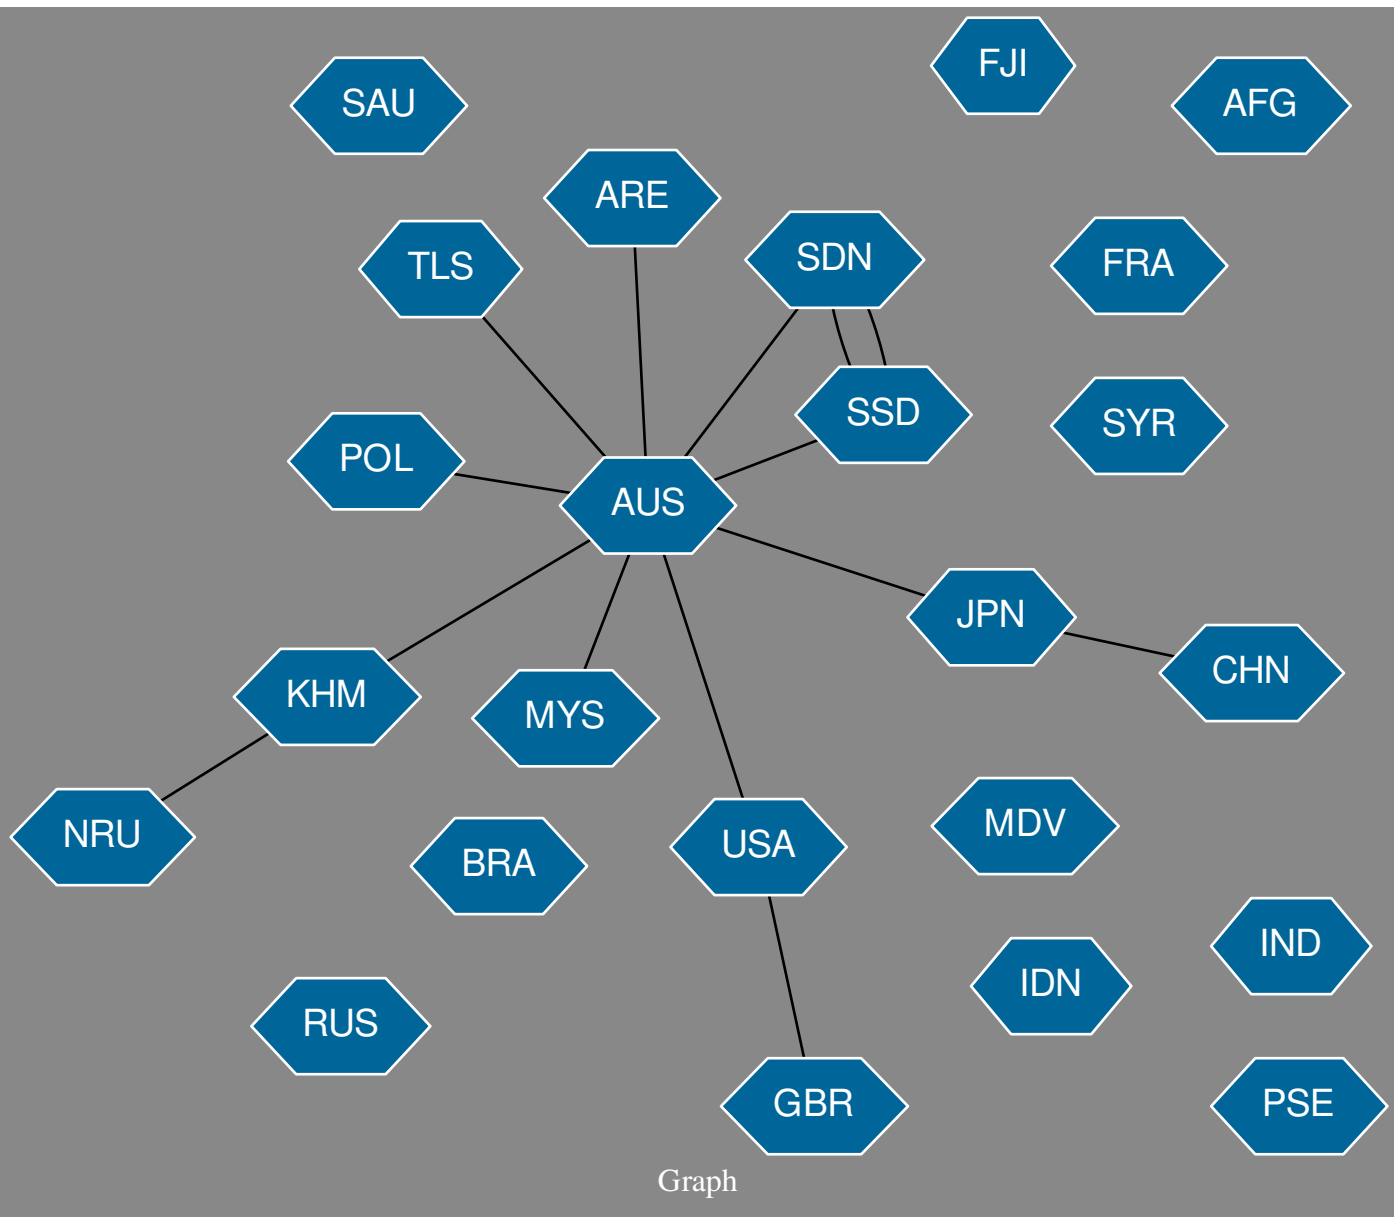 FJI
SAU
AFG
ARE
SDN
TLS
FRA
SSD
SYR
POL
AUS
JPN
CHN
KHM
MYS
MDV
NRU
USA
BRA
IND
IDN
RUS
GBR
PSE
Graph